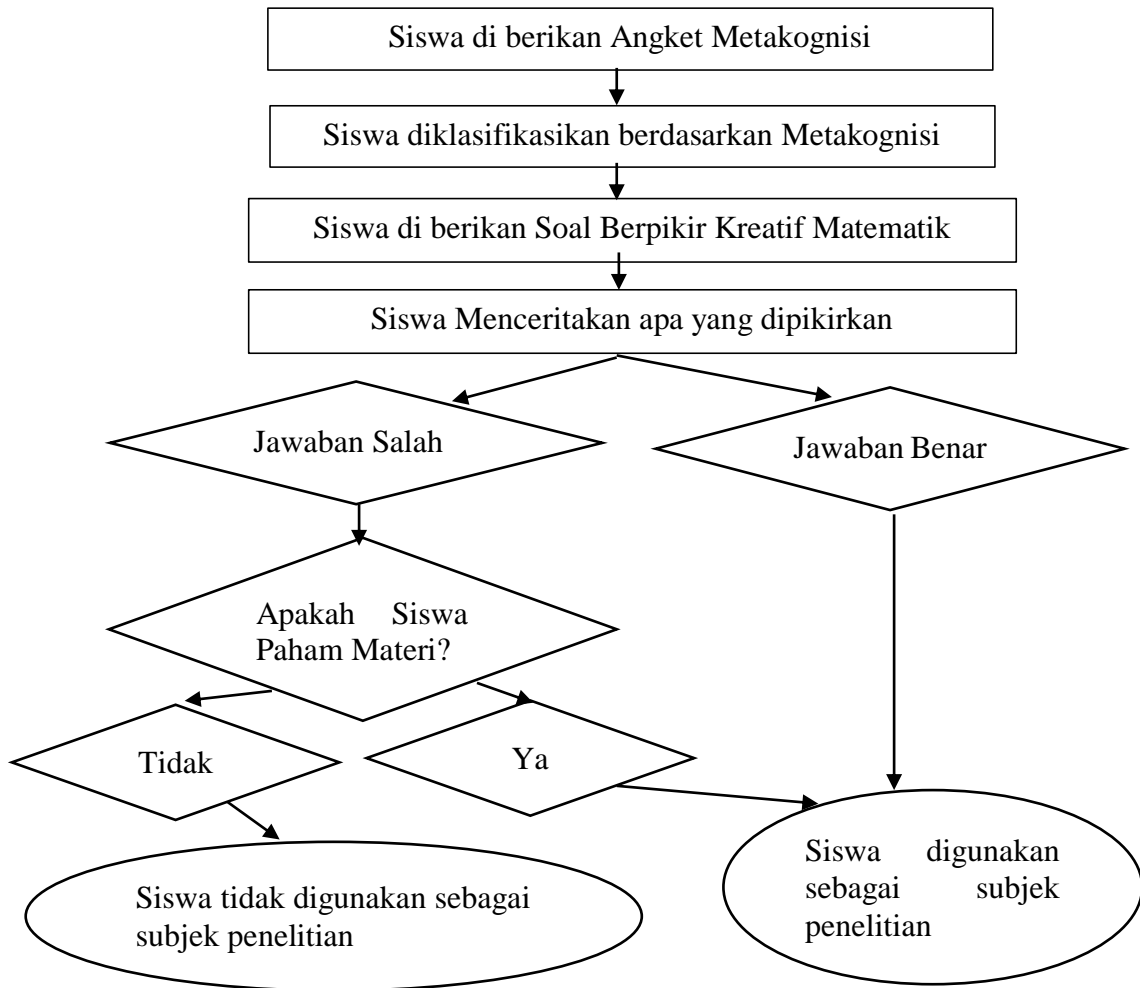 Siswa di berikan Angket Metakognisi
Siswa diklasifikasikan berdasarkan Metakognisi
Siswa di berikan Soal Berpikir Kreatif Matematik
Siswa Menceritakan apa yang dipikirkan
Jawaban Salah
Jawaban Benar
Apakah Siswa
Paham Materi?
Tidak
Ya
Siswa tidak digunakan sebagai
subjek penelitian
Siswa digunakan
sebagai subjek
penelitian